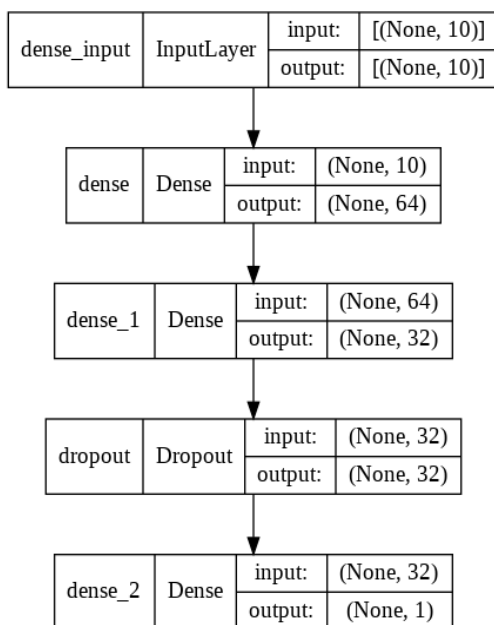 dense_input InputLayer input: [(None, 10)]
output: [(None, 10)]
dense Dense input: (None, 10)
output: (None, 64)
dense_1 Dense input: (None, 64)
output: (None, 32)
dropout Dropout input: (None, 32)
output: (None, 32)
dense_2 Dense input: (None, 32)
output: (None, 1)